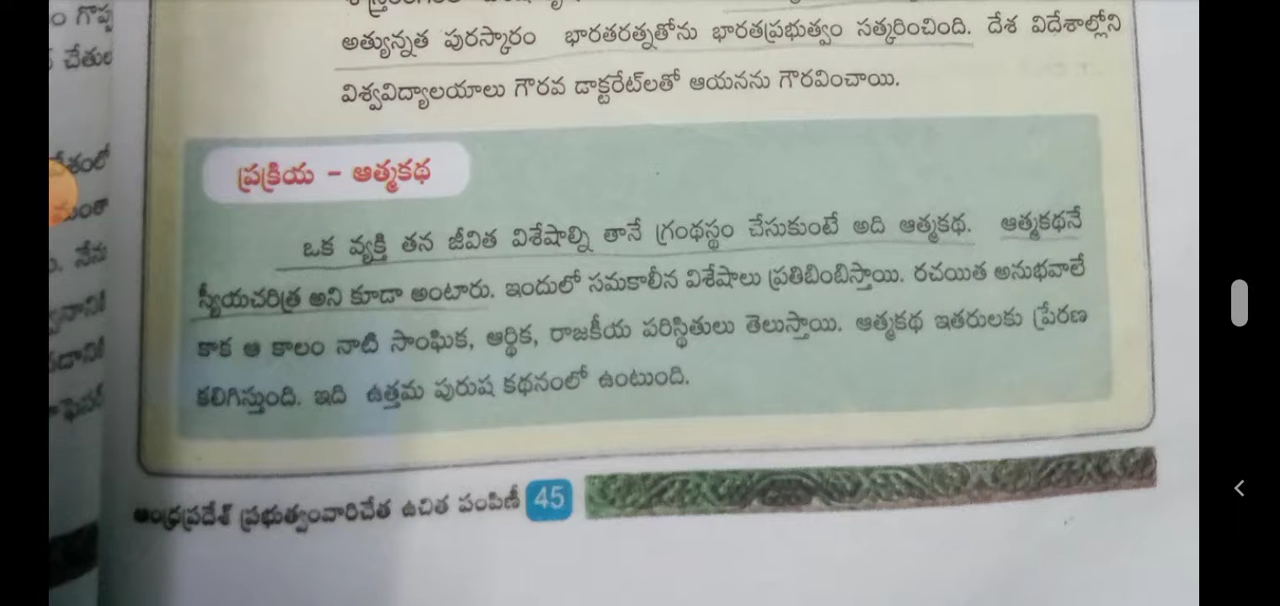 ం గొప్ప
చేతుల
అత్యున్నత పురస్కారం భారతరత్నతోను భారతప్రభుత్వం సత్కరించింది. దేశ విదేశాల్లోని
విశ్వవిద్యాలయాలు గౌరవ డాక్టరేట్‌లతో ఆయనను గౌరవించాయి.
ప్రక్రియ – ఆత్మకథ
ఒక వ్యక్తి తన జీవిత విశేషాల్ని తానే గ్రంథస్థం చేసుకుంటే అది ఆత్మకథ. ఆత్మకథనే
స్వీయచరిత్ర అని కూడా అంటారు. ఇందులో సమకాలీన విశేషాలు ప్రతిబింబిస్తాయి. రచయిత అనుభవాలే
కాక ఆ కాలం నాటి సాంఘిక, ఆర్థిక, రాజకీయ పరిస్థితులు తెలుస్తాయి. ఆత్మకథ ఇతరులకు ప్రేరణ
కలిగిస్తుంది. ఇది ఉత్తమ పురుష కథనంలో ఉంటుంది.
ఆంధ్రప్రదేశ్ ప్రభుత్వంవారిచేత ఉచిత పంపిణీ 45